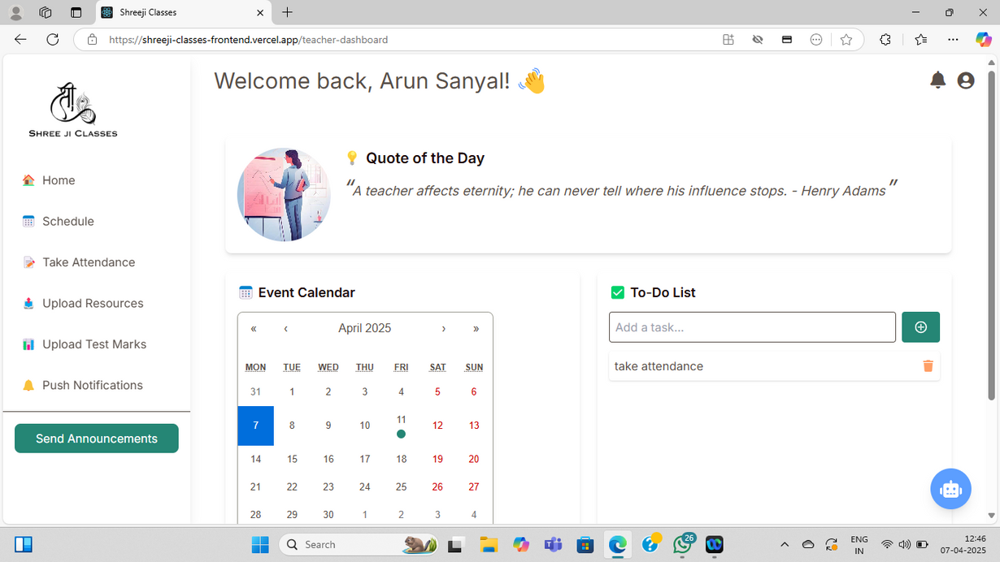 Shreeji Classes
https://shreeji-classes-frontend.vercel.app/teacher-dashboard
श्री
SHREE JI CLASSES
Home
Schedule
Take Attendance
Upload Resources
Upload Test Marks
Push Notifications
Send Announcements
Welcome back, Arun Sanyal! 👋
Quote of the Day
"A teacher affects eternity; he can never tell where his influence stops. - Henry Adams"
Event Calendar
« ‹ April 2025 › »
MON TUE WED THU FRI SAT SUN
31 1 2 3 4 5 6
7 8 9 10 11 12 13
14 15 16 17 18 19 20
21 22 23 24 25 26 27
28 29 30 1 2 3 4
To-Do List
Add a task...
take attendance
Search
26
ENG
IN
12:46
07-04-2025